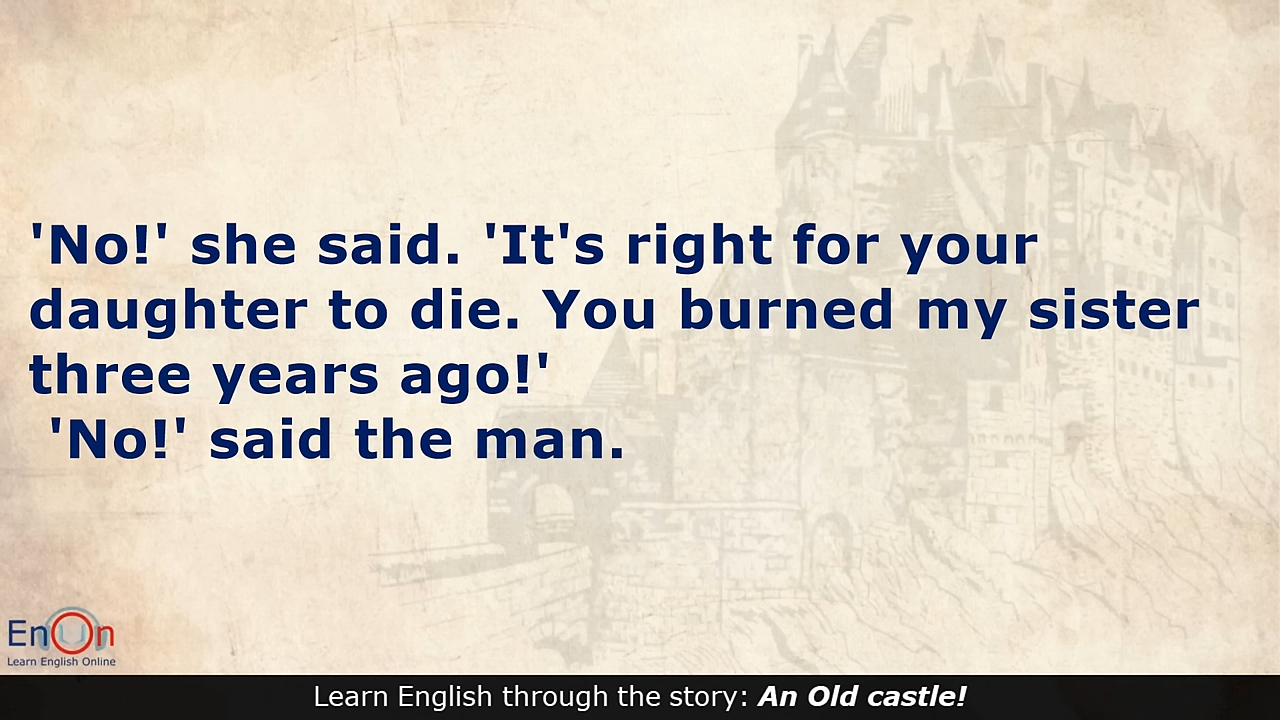 'No!' she said. 'It's right for your
daughter to die. You burned my sister
three years ago!'
'No!' said the man.
EnOn
Learn English Online
Learn English through the story: An Old castle!